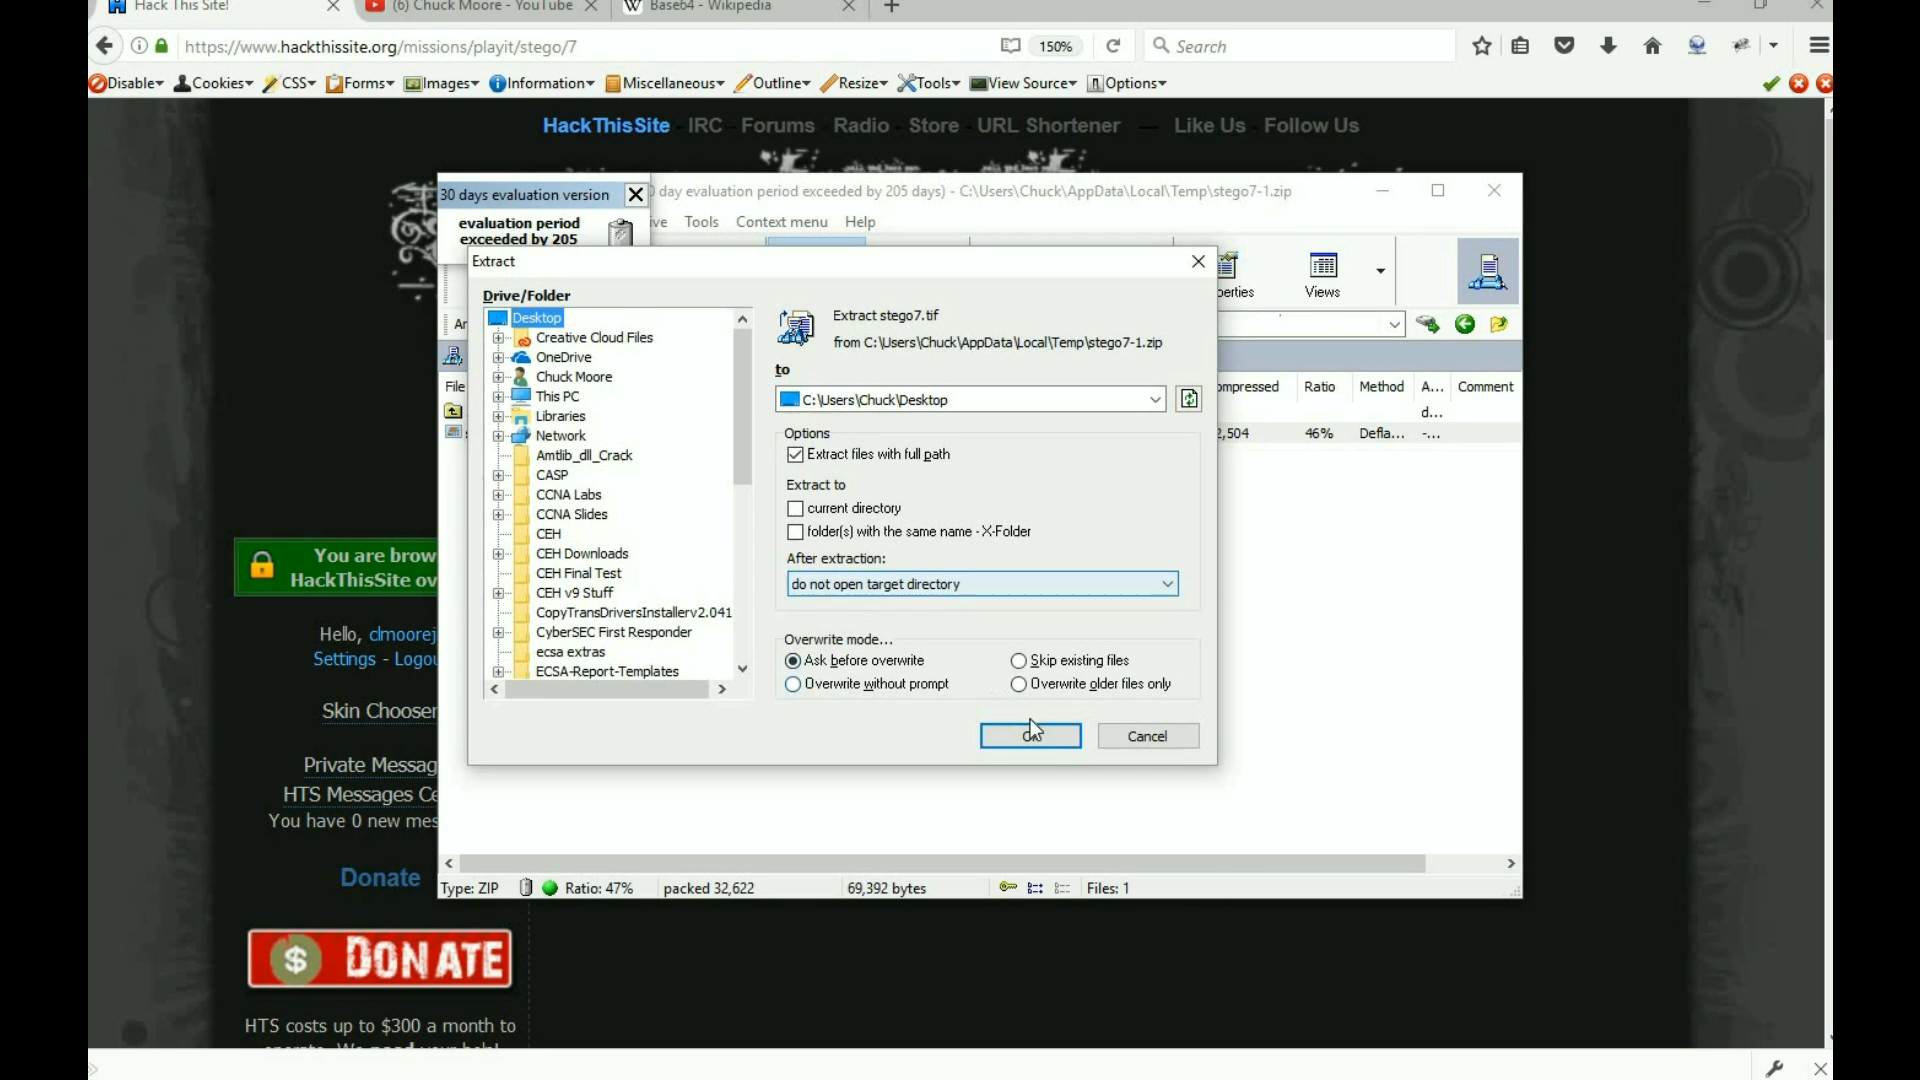 Hack This Site!
(6) Chuck Moore - YouTube
Base64 - Wikipedia
https://www.hackthissite.org/missions/playit/stego/7
150%
Search
Disable
Cookies
CSS
Forms
Images
Information
Miscellaneous
Outline
Resize
Tools
View Source
Options
HackThisSite - IRC - Forums - Radio - Store - URL Shortener — Like Us - Follow Us
30 days evaluation version
day evaluation period exceeded by 205 days) - C:\Users\Chuck\AppData\Local\Temp\stego7-1.zip
evaluation period
exceeded by 205
ive
Tools
Context menu
Help
Extract
erties
Views
Ar
Drive/Folder
Desktop
Creative Cloud Files
OneDrive
Chuck Moore
This PC
Libraries
Network
Amtlib_dll_Crack
CASP
CCNA Labs
CCNA Slides
CEH
CEH Downloads
CEH Final Test
CEH v9 Stuff
CopyTransDriversInstallerv2.041
CyberSEC First Responder
ecsa extras
ECSA-Report-Templates
Extract stego7.tif
from C:\Users\Chuck\AppData\Local\Temp\stego7-1.zip
to
C:\Users\Chuck\Desktop
Options
Extract files with full path
Extract to
current directory
folder(s) with the same name - X-Folder
After extraction:
do not open target directory
Overwrite mode...
Ask before overwrite
Skip existing files
Overwrite without prompt
Overwrite older files only
Cancel
File
ompressed
Ratio
Method
A...
Comment
d...
2,504
46%
Defla...
-...
Type: ZIP
Ratio: 47%
packed 32,622
69,392 bytes
Files: 1
You are brow
HackThisSite ov
Hello, clmoorej
Settings - Logou
Skin Chooser
Private Messag
HTS Messages Ce
You have 0 new mes
Donate
$ DONATE
HTS costs up to $300 a month to